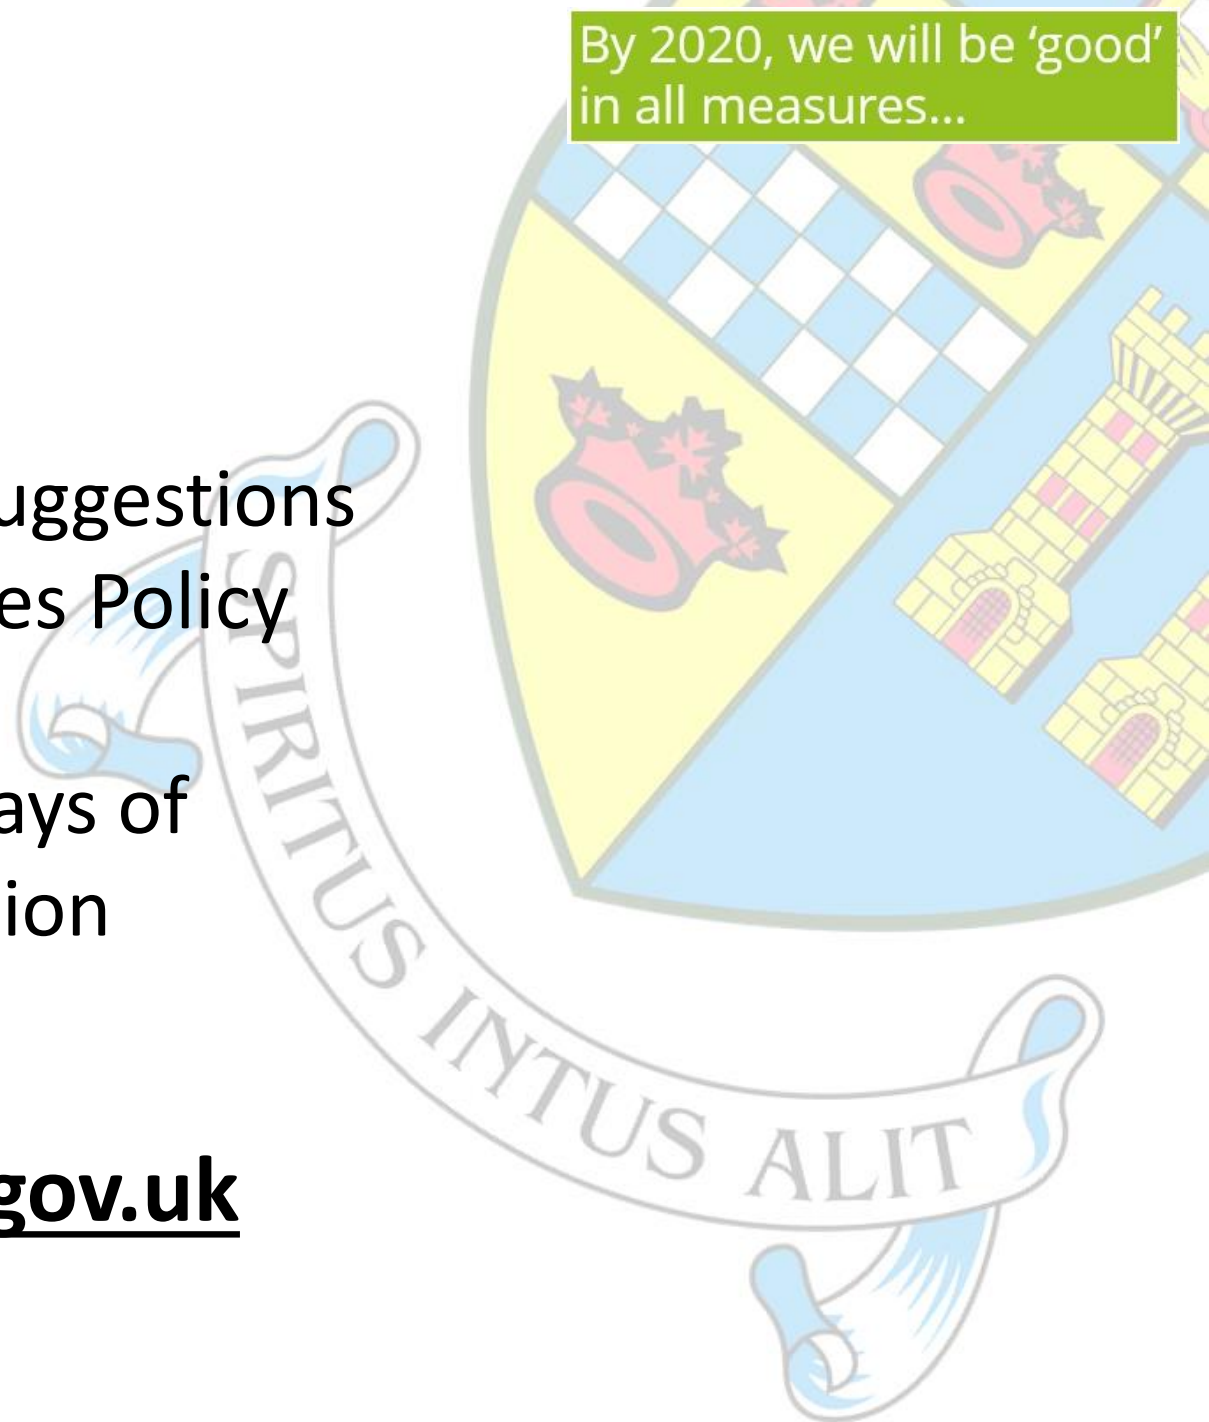 By 2020, we will be ‘good’
in all measures...
uggestions
es Policy
ays of
ion
gov.uk
SPIRITUS INTUS ALIT